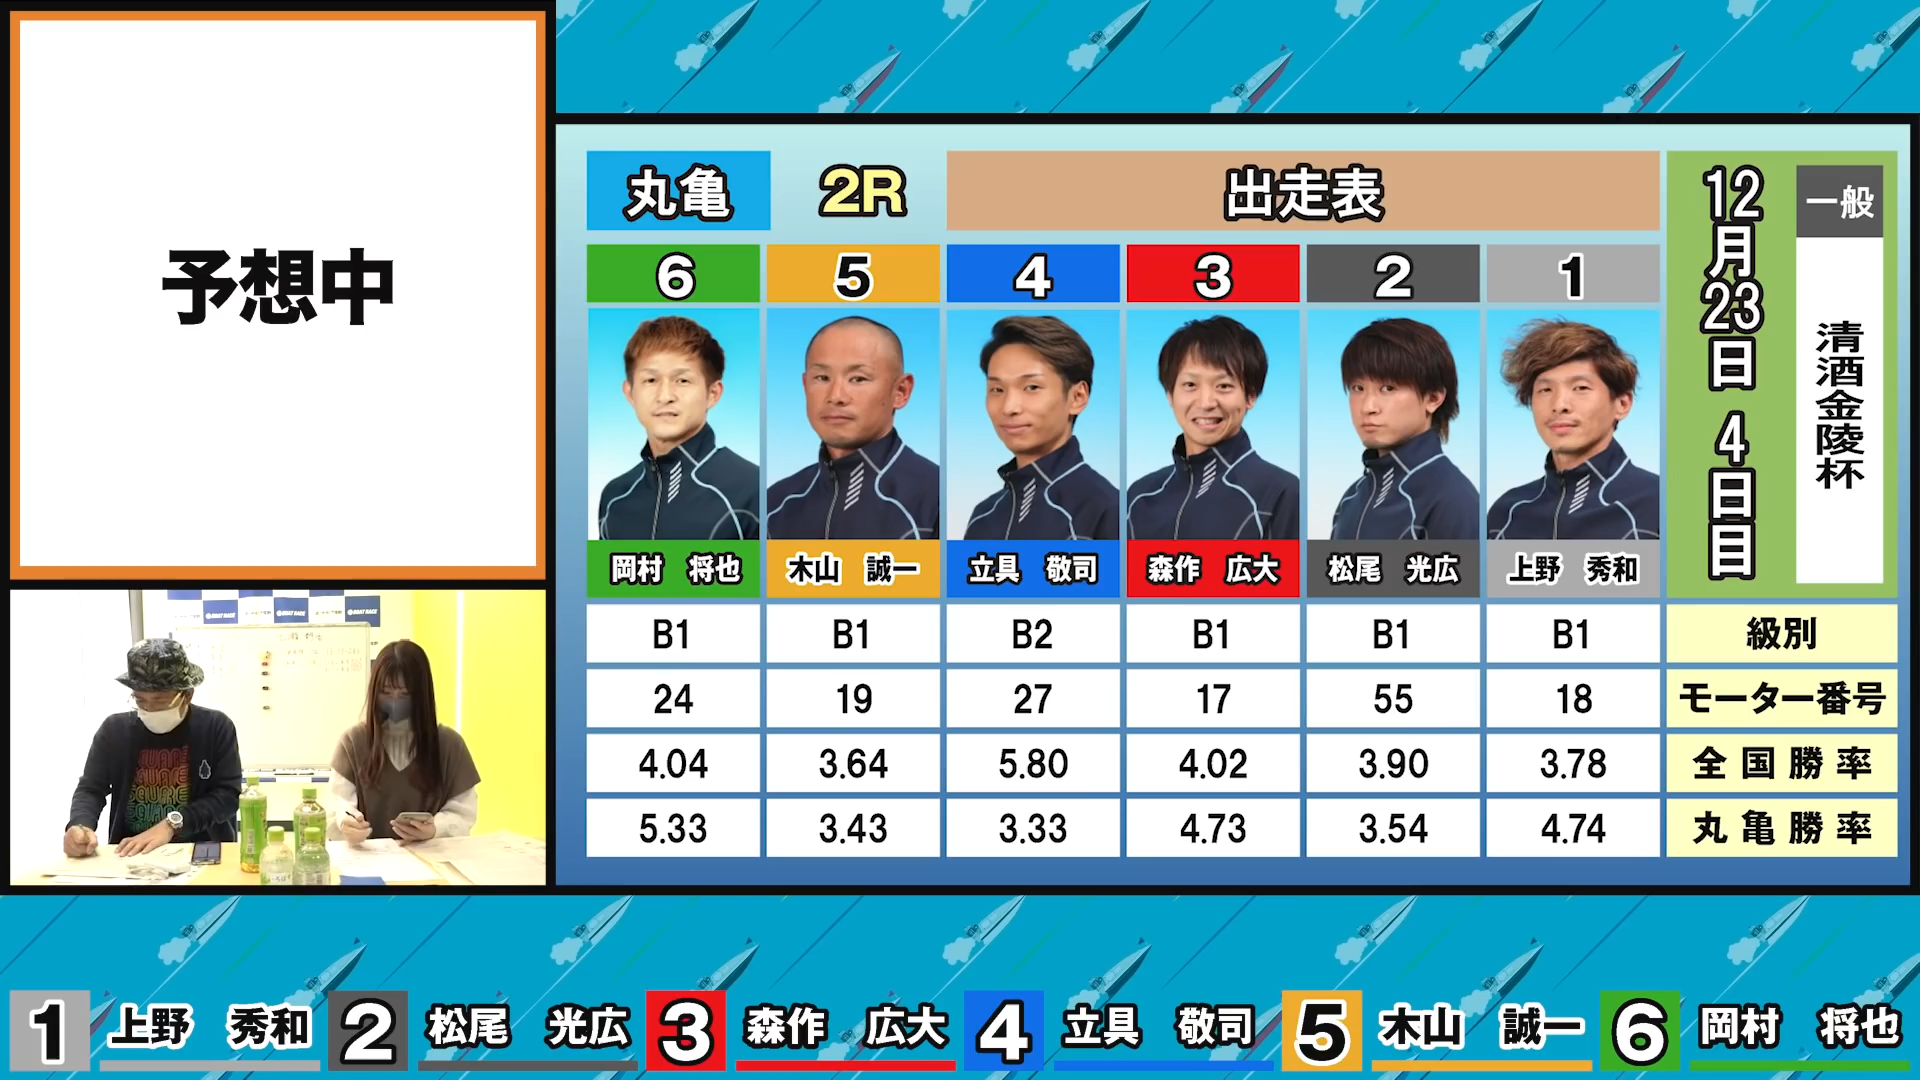 予想中
丸亀 2R 出走表
12月23日 4日目
一般
清酒金陵杯
6 5 4 3 2 1
岡村 将也 木山 誠一 立具 敬司 森作 広大 松尾 光広 上野 秀和
B1 B1 B2 B1 B1 B1 級別
24 19 27 17 55 18 モーター番号
4.04 3.64 5.80 4.02 3.90 3.78 全国勝率
5.33 3.43 3.33 4.73 3.54 4.74 丸亀勝率
BOAT RACE
SQUARE
SQUARE
1 上野 秀和 2 松尾 光広 3 森作 広大 4 立具 敬司 5 木山 誠一 6 岡村 将也